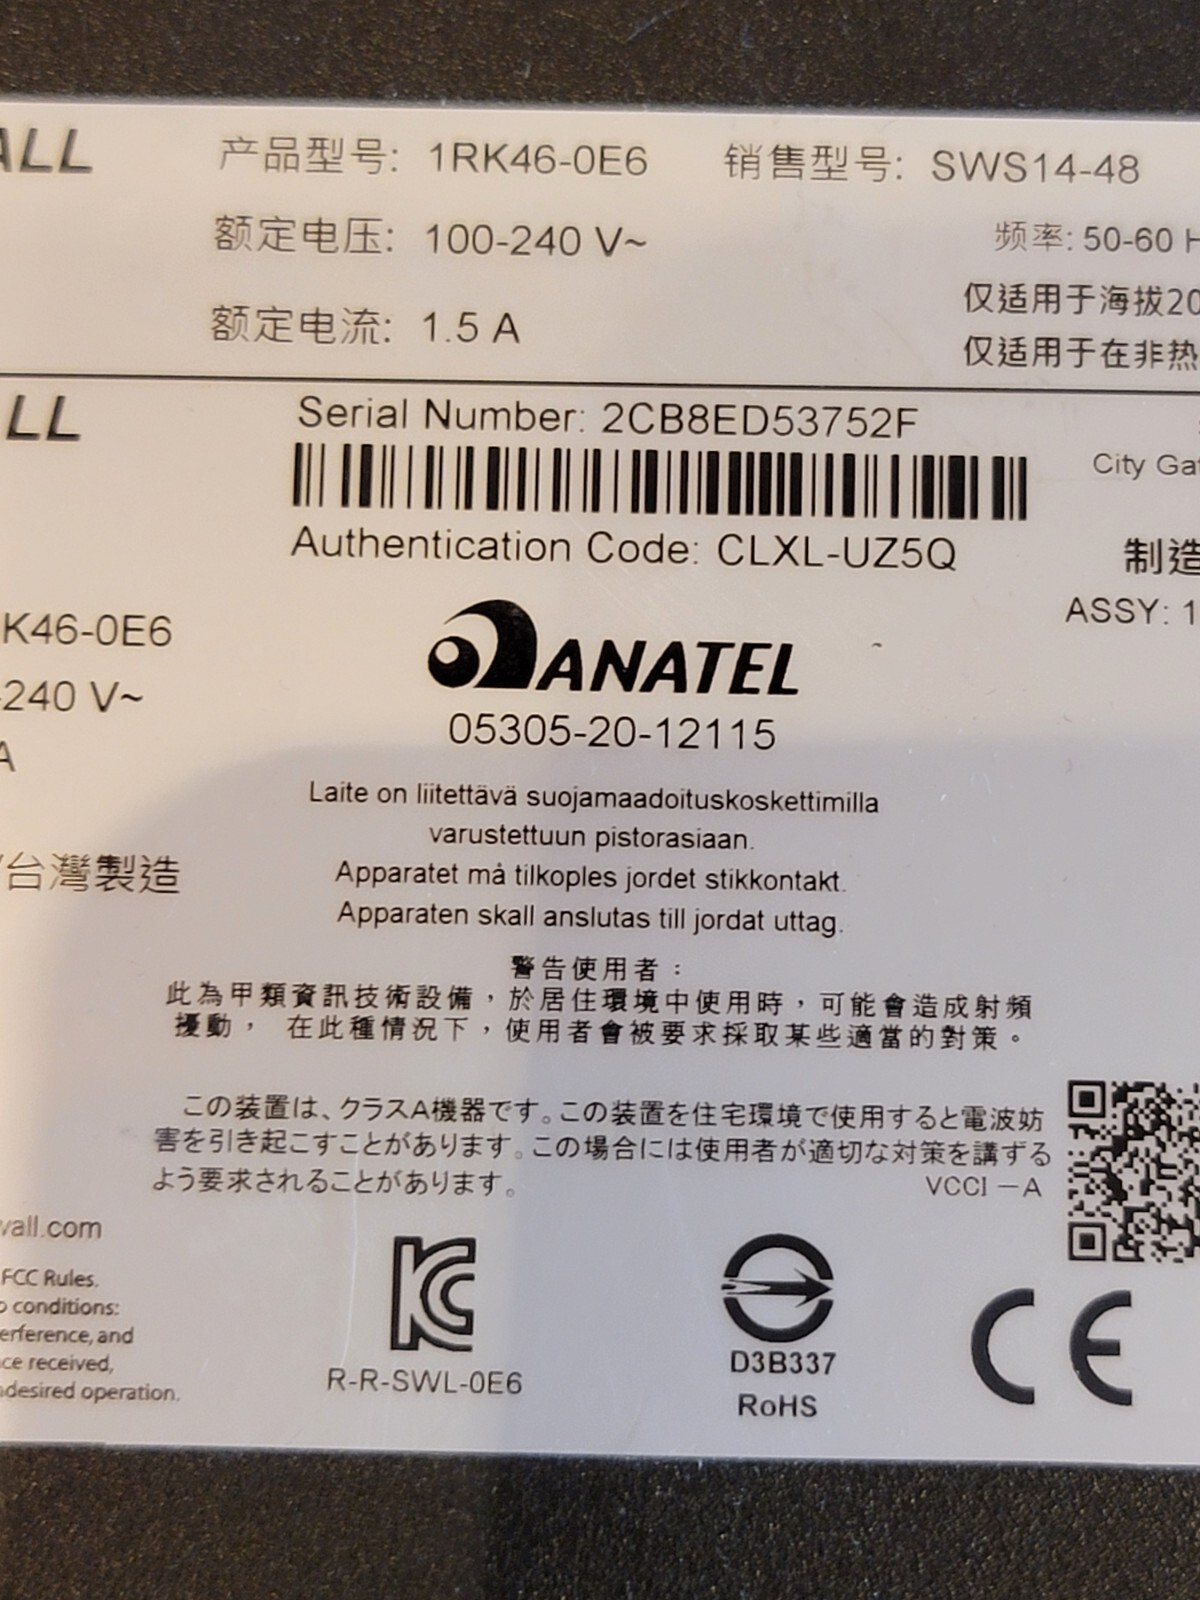 ALL
产品型号: 1RK46-0E6
销售型号: SWS14-48
额定电压: 100-240 V~
频率: 50-60 H
额定电流: 1.5 A
仅适用于海拔20
仅适用于在非热
LL
Serial Number: 2CB8ED53752F
City Gat
Authentication Code: CLXL-UZ5Q
制造
ASSY: 1
K46-0E6
-240 V~
A
ANATEL
05305-20-12115
Laite on liitettävä suojamaadoituskoskettimilla
varustettuun pistorasiaan.
Apparatet må tilkoples jordet stikkontakt.
Apparaten skall anslutas till jordat uttag.
/台灣製造
警告使用者：
此為甲類資訊技術設備，於居住環境中使用時，可能會造成射頻
擾動， 在此種情況下，使用者會被要求採取某些適當的對策。
この装置は、クラスA機器です。この装置を住宅環境で使用すると電波妨
害を引き起こすことがあります。この場合には使用者が適切な対策を講ずる
よう要求されることがあります。
VCCI －A
wall.com
FCC Rules.
o conditions:
erference, and
ce received,
desired operation.
KC
R-R-SWL-0E6
D3B337
RoHS
CE